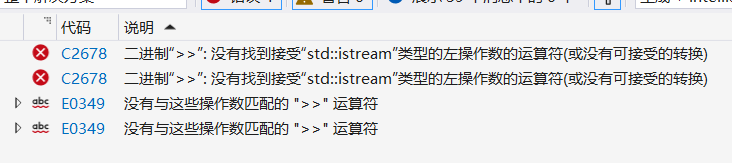 代码 说明
C2678 二进制“>>”: 没有找到接受“std::istream”类型的左操作数的运算符(或没有可接受的转换)
C2678 二进制“>>”: 没有找到接受“std::istream”类型的左操作数的运算符(或没有可接受的转换)
abc E0349 没有与这些操作数匹配的 ">>" 运算符
abc E0349 没有与这些操作数匹配的 ">>" 运算符